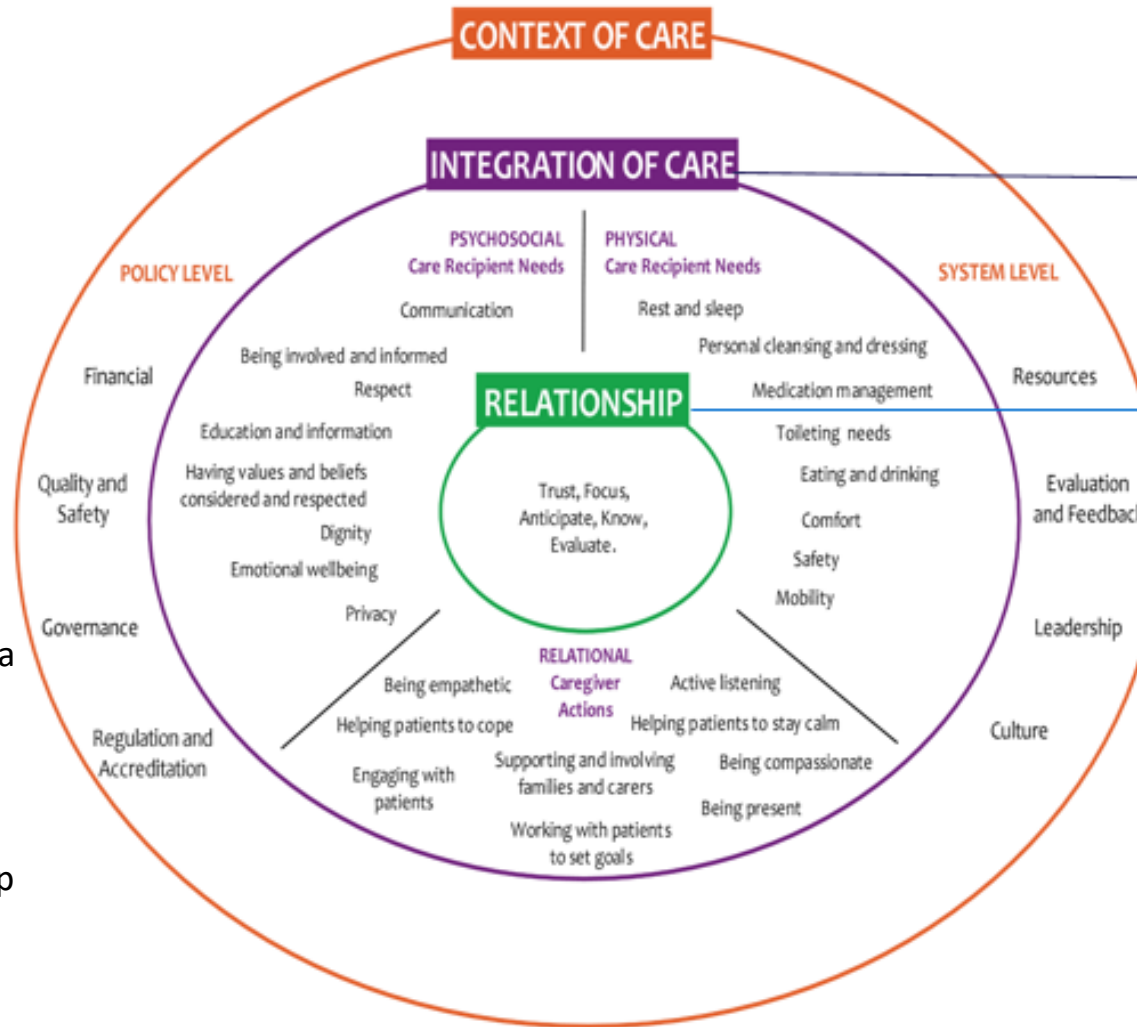 CONTEXT OF CARE
INTEGRATION OF CARE
POLICY LEVEL
Financial
Quality and
Safety
Governance
Regulation and
Accreditation
PSYCHOSOCIAL
Care Recipient Needs
Communication
Being involved and informed
Respect
Education and information
Having values and beliefs
considered and respected
Dignity
Emotional wellbeing
Privacy
PHYSICAL
Care Recipient Needs
Rest and sleep
Personal cleansing and dressing
Medication management
Toileting needs
Eating and drinking
Comfort
Safety
Mobility
SYSTEM LEVEL
Resources
Evaluation
and Feedback
Leadership
Culture
RELATIONSHIP
Trust, Focus,
Anticipate, Know,
Evaluate.
RELATIONAL
Caregiver
Actions
Being empathetic
Active listening
Helping patients to cope
Helping patients to stay calm
Engaging with
patients
Supporting and involving
families and carers
Being compassionate
Being present
Working with patients
to set goals
a
p